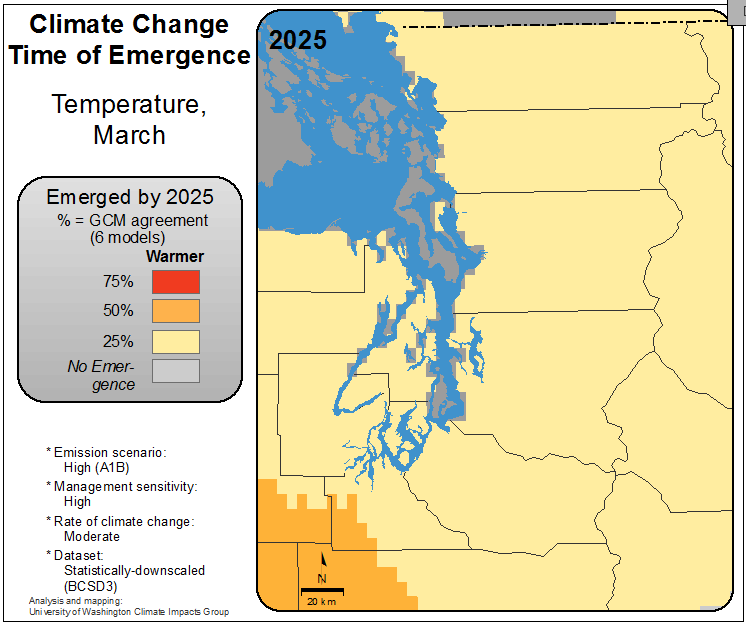 Climate Change
Time of Emergence
Temperature,
March
Emerged by 2025
% = GCM agreement
(6 models)
Warmer
75%
50%
25%
No Emer-
gence
* Emission scenario:
High (A1B)
* Management sensitivity:
High
* Rate of climate change:
Moderate
* Dataset:
Statistically-downscaled
(BCSD3)
Analysis and mapping:
University of Washington Climate Impacts Group
2025
N
20 km